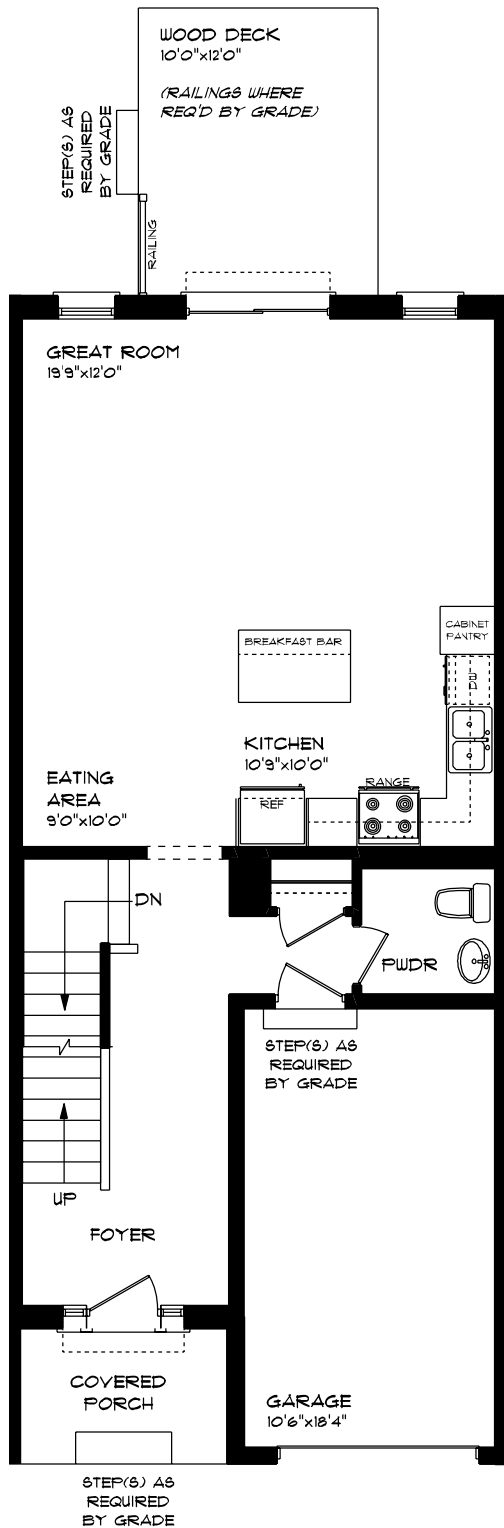 WOOD DECK
10'0"x12'0"
(RAILINGS WHERE
REQ'D BY GRADE)
STEP(S) AS
REQUIRED
BY GRADE
RAILING
GREAT ROOM
19'9"x12'0"
BREAKFAST BAR
CABINET
PANTRY
DW
KITCHEN
10'9"x10'0"
EATING
AREA
9'0"x10'0"
REF
RANGE
DN
PWDR
STEP(S) AS
REQUIRED
BY GRADE
UP
FOYER
COVERED
PORCH
GARAGE
10'6"x18'4"
STEP(S) AS
REQUIRED
BY GRADE